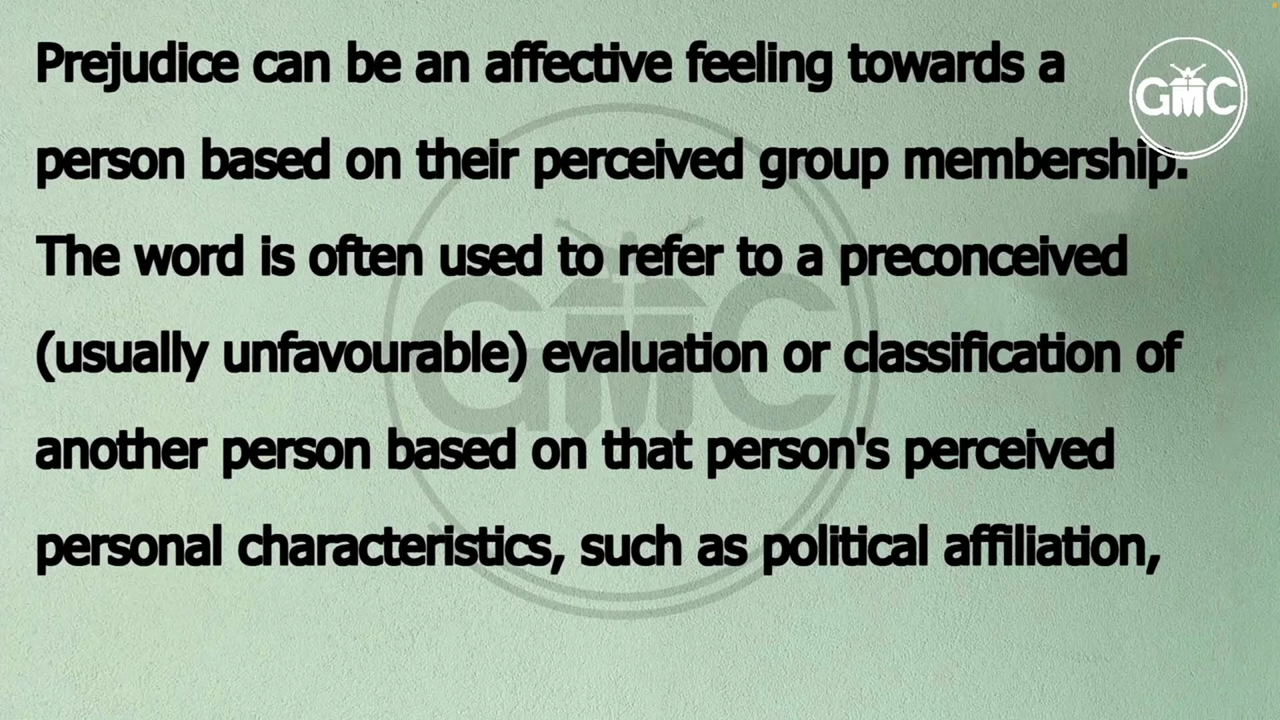 Prejudice can be an affective feeling towards a
GMC
person based on their perceived group membership.
The word is often used to refer to a preconceived
GMC
(usually unfavourable) evaluation or classification of
another person based on that person's perceived
personal characteristics, such as political affiliation,